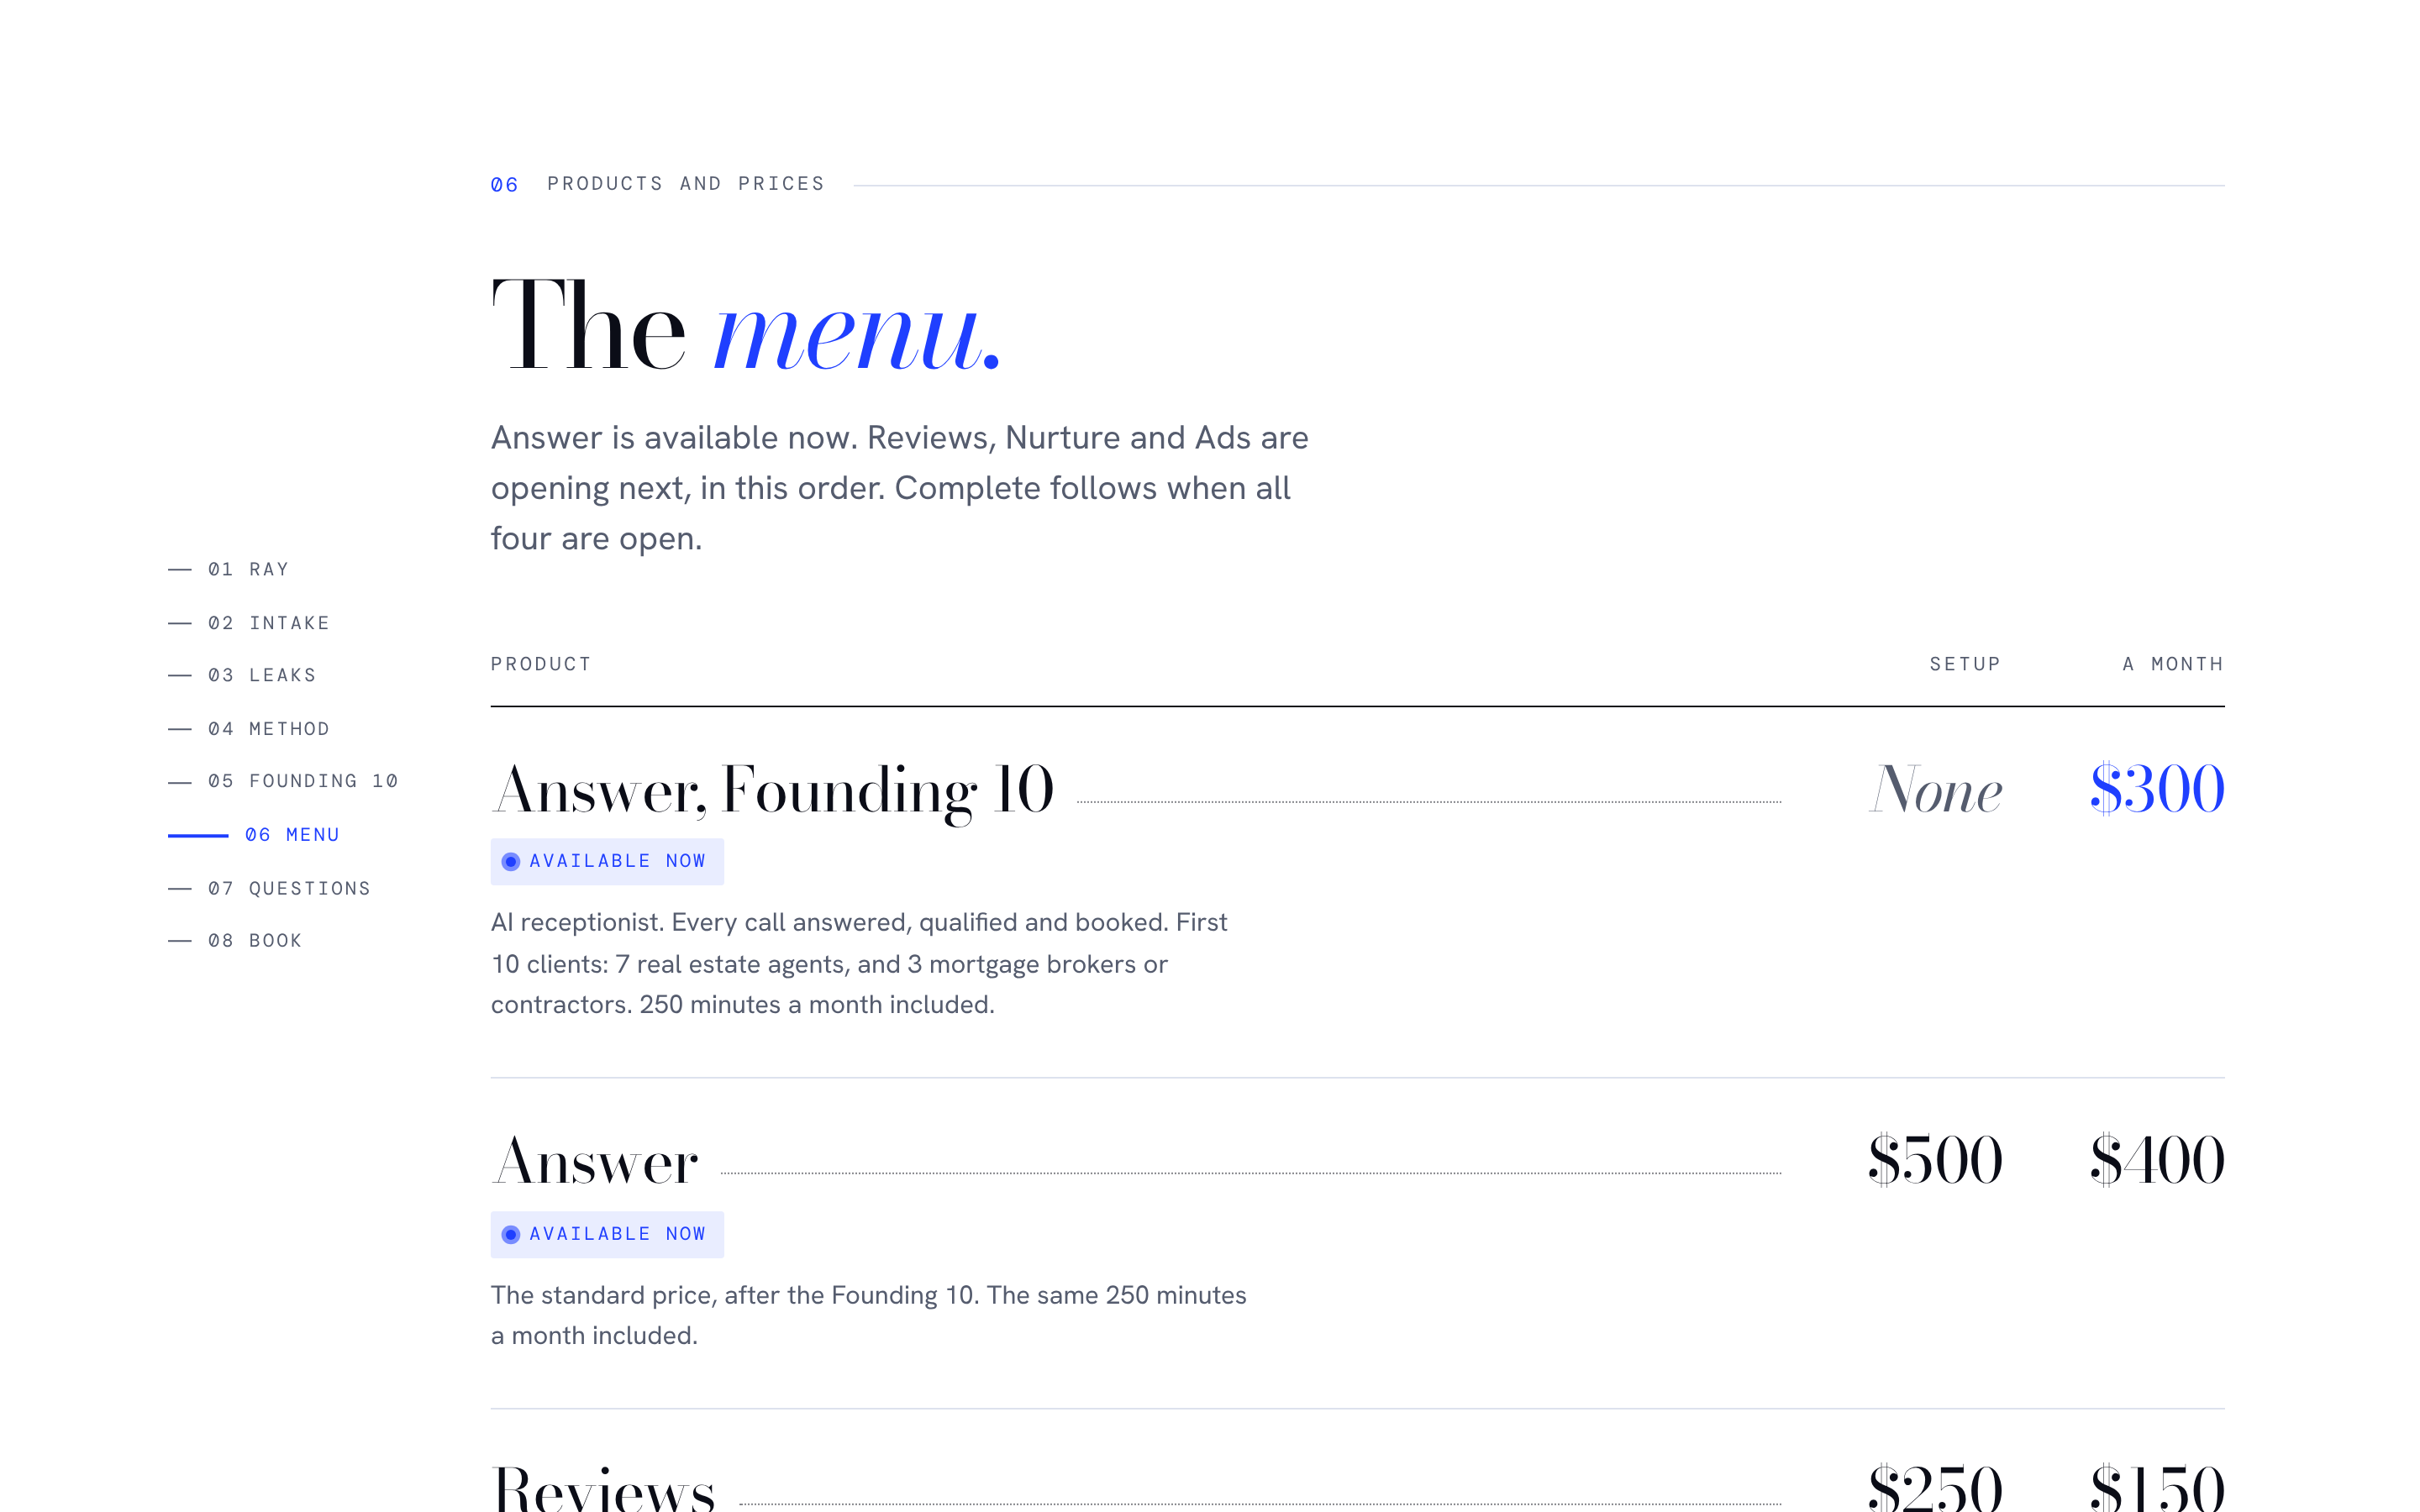 06 PRODUCTS AND PRICES
The menu.
Answer is available now. Reviews, Nurture and Ads are
opening next, in this order. Complete follows when all
four are open.
01 RAY
02 INTAKE
03 LEAKS
04 METHOD
05 FOUNDING 10
06 MENU
07 QUESTIONS
08 BOOK
PRODUCT SETUP A MONTH
Answer, Founding 10 None $300
AVAILABLE NOW
AI receptionist. Every call answered, qualified and booked. First
10 clients: 7 real estate agents, and 3 mortgage brokers or
contractors. 250 minutes a month included.
Answer $500 $400
AVAILABLE NOW
The standard price, after the Founding 10. The same 250 minutes
a month included.
Reviews $250 $150